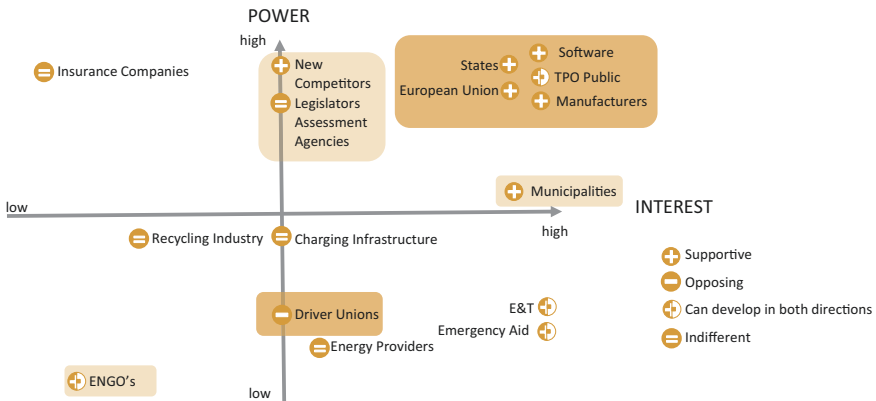 POWER
high
Insurance Companies
New
Competitors
Legislators
Assessment
Agencies
Software
States
TPO Public
European Union
Manufacturers
Municipalities
low
INTEREST
high
Recycling Industry
Charging Infrastructure
Supportive
Opposing
Can develop in both directions
Indifferent
E&T
Driver Unions
Emergency Aid
Energy Providers
ENGO's
low